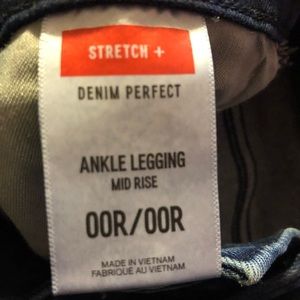 STRETCH +
DENIM PERFECT
ANKLE LEGGING
MID RISE
00R/00R
MADE IN VIETNAM
FABRIQUÉ AU VIETNAM